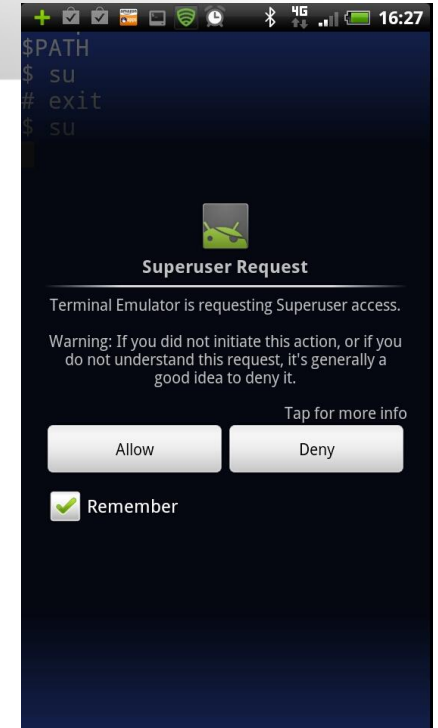 4G 16:27
$PATH
$ su
# exit
$ su
Superuser Request
Terminal Emulator is requesting Superuser access.
Warning: If you did not initiate this action, or if you
do not understand this request, it's generally a
good idea to deny it.
Tap for more info
Allow Deny
Remember